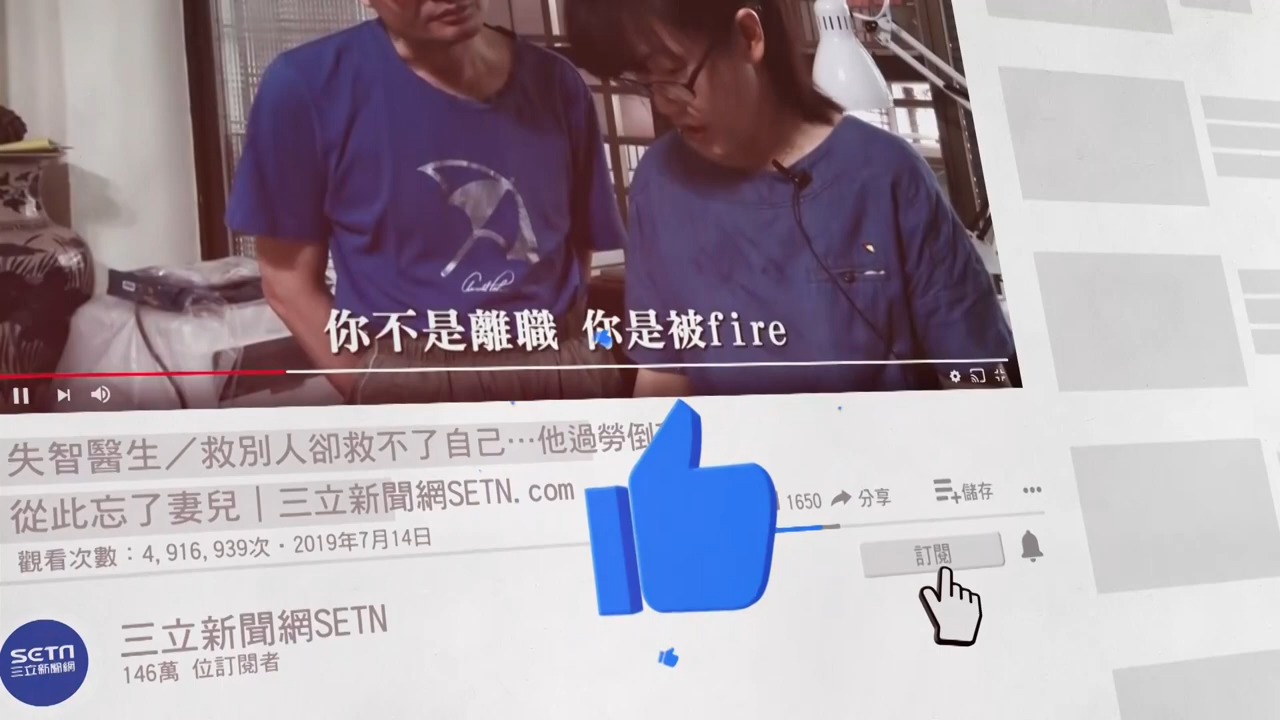 你不是離職 你是被fire
失智醫生／救別人卻救不了自己…他過勞倒
從此忘了妻兒｜三立新聞網SETN.com
1650 分享 儲存
觀看次數：4,916,939次・2019年7月14日
訂閱
三立新聞網SETN
146萬 位訂閱者
SETN
三立新聞網